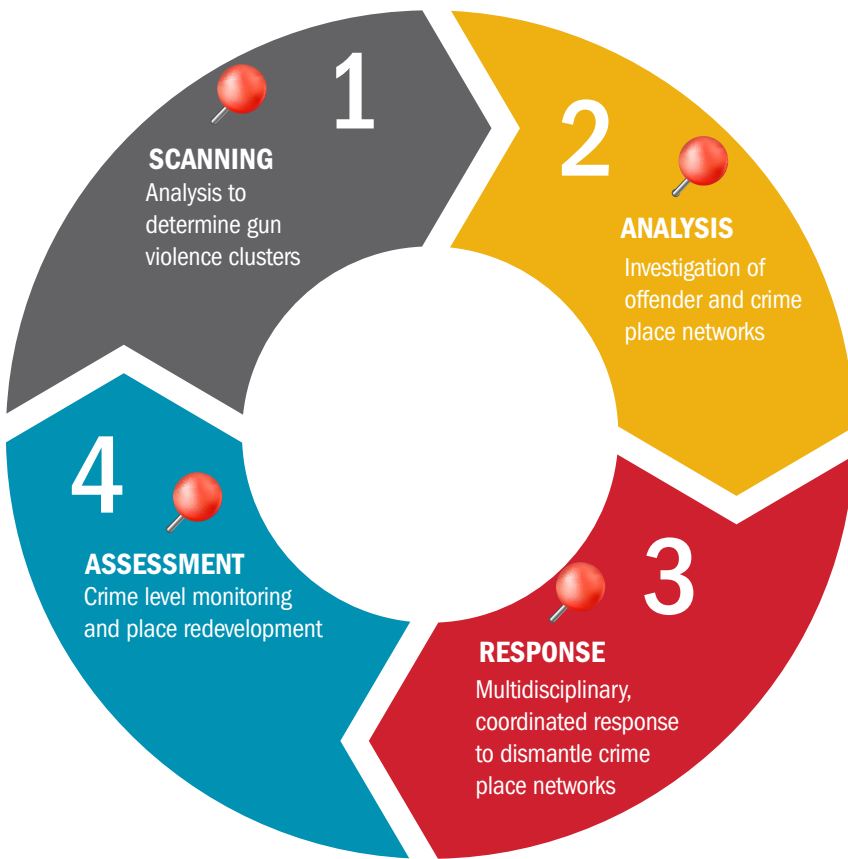 1
SCANNING
Analysis to
determine gun
violence clusters
2
ANALYSIS
Investigation of
offender and crime
place networks
3
RESPONSE
Multidisciplinary,
coordinated response
to dismantle crime
place networks
4
ASSESSMENT
Crime level monitoring
and place redevelopment